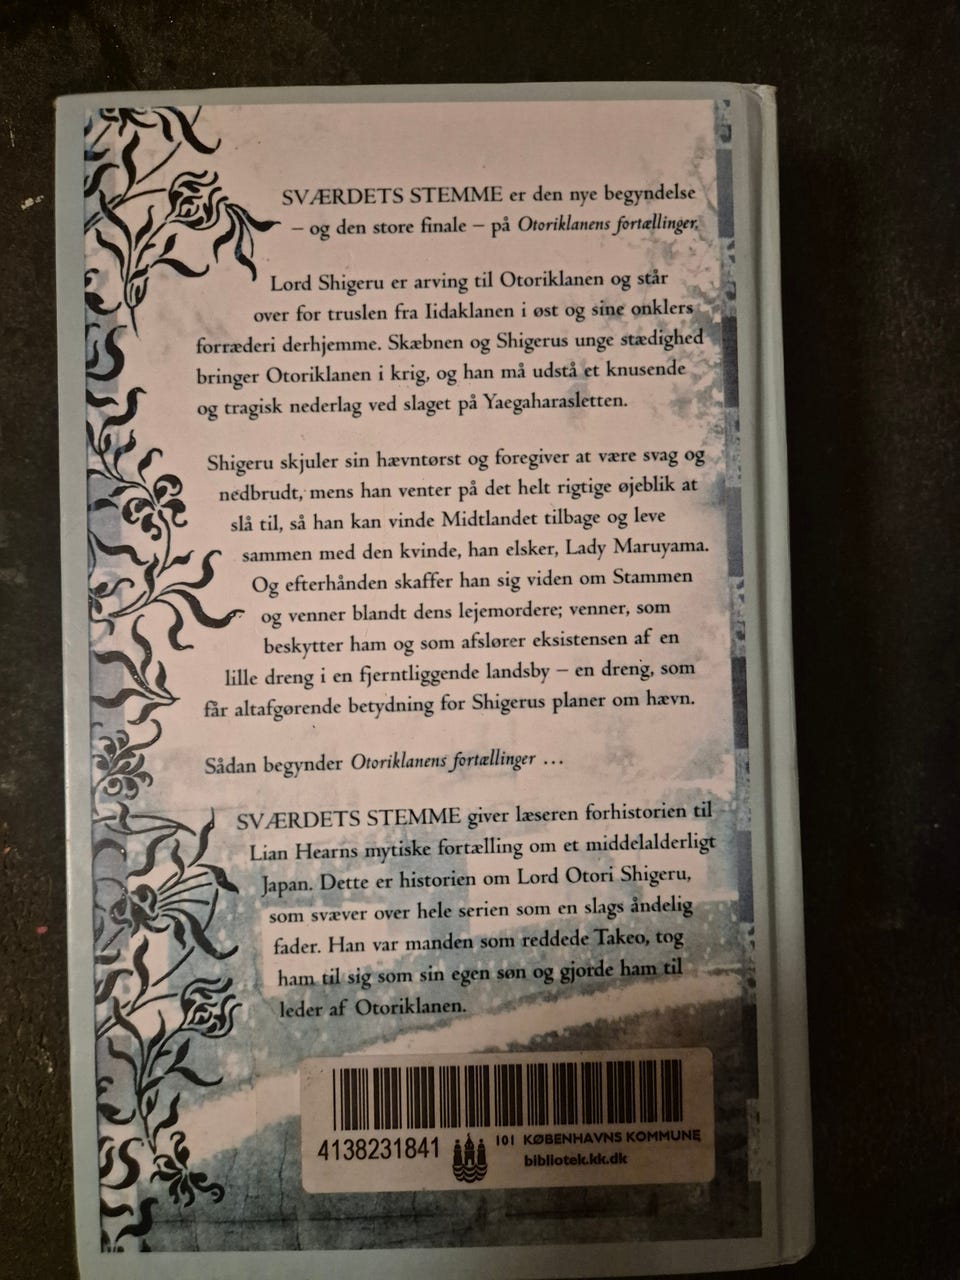 SVÆRDETS STEMME er den nye begyndelse
– og den store finale – på Otoriklanens fortællinger.
Lord Shigeru er arving til Otoriklanen og står
over for truslen fra Iidaklanen i øst og sine onklers
forræderi derhjemme. Skæbnen og Shigerus unge stædighed
bringer Otoriklanen i krig, og han må udstå et knusende
og tragisk nederlag ved slaget på Yaegaharasletten.
Shigeru skjuler sin hævntørst og foregiver at være svag og
nedbrudt, mens han venter på det helt rigtige øjeblik at
slå til, så han kan vinde Midtlandet tilbage og leve
sammen med den kvinde, han elsker, Lady Maruyama.
Og efterhånden skaffer han sig viden om Stammen
og venner blandt dens lejemordere; venner, som
beskytter ham og som afslører eksistensen af en
lille dreng i en fjerntliggende landsby – en dreng, som
får altafgørende betydning for Shigerus planer om hævn.
Sådan begynder Otoriklanens fortællinger ...
SVÆRDETS STEMME giver læseren forhistorien til
Lian Hearns mytiske fortælling om et middelalderligt
Japan. Dette er historien om Lord Otori Shigeru,
som svæver over hele serien som en slags åndelig
fader. Han var manden som reddede Takeo, tog
ham til sig som sin egen søn og gjorde ham til
leder af Otoriklanen.
4138231841
101 KØBENHAVNS KOMMUNE
bibliotek.kk.dk